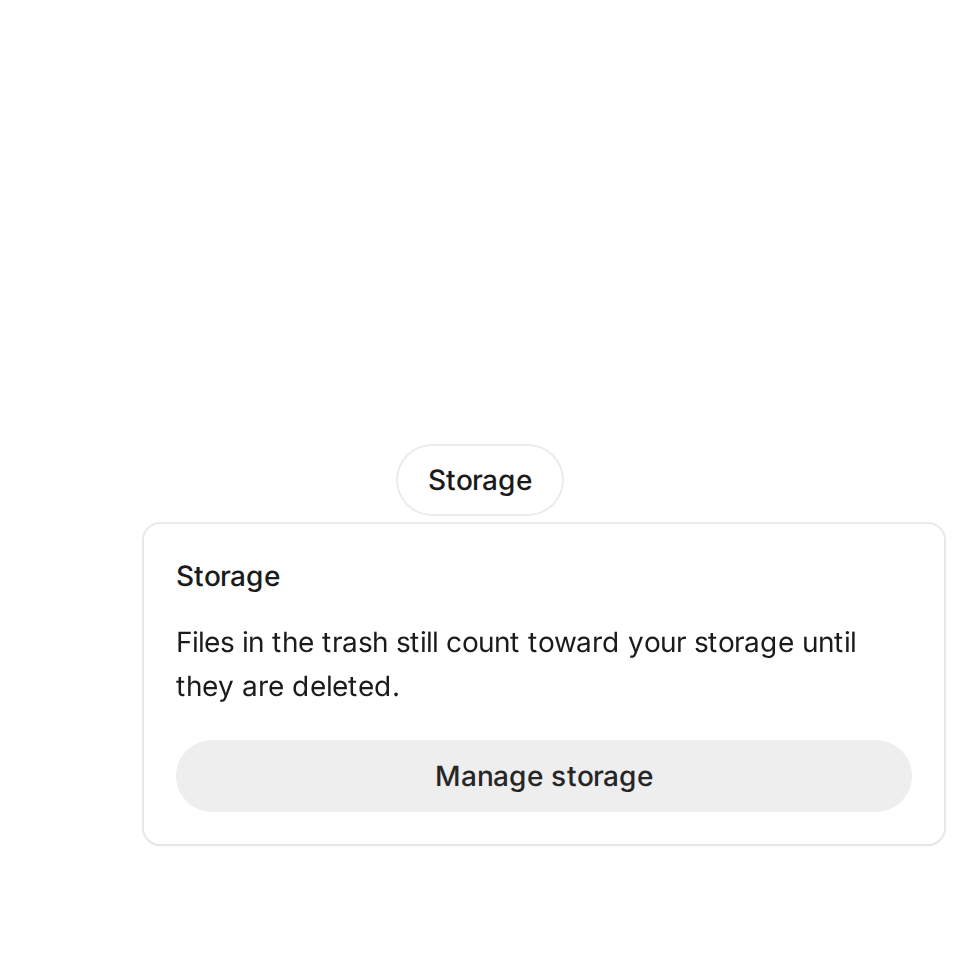 Storage
Storage
Files in the trash still count toward your storage until
they are deleted.
Manage storage